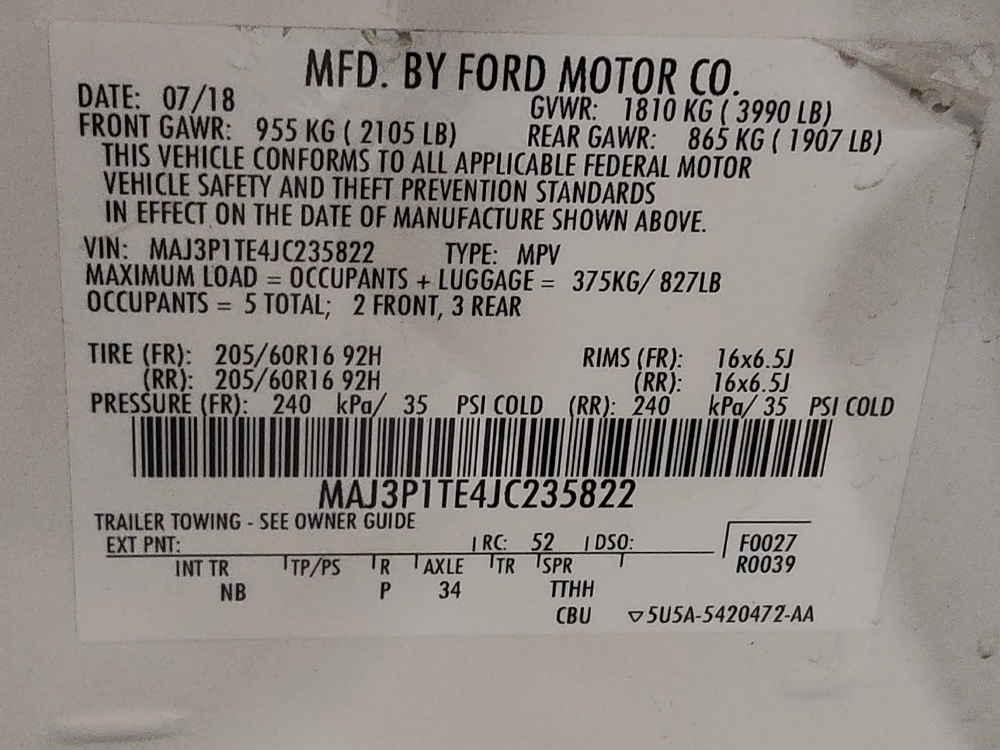 MFD. BY FORD MOTOR CO.
DATE: 07/18 GVWR: 1810 KG ( 3990 LB)
FRONT GAWR: 955 KG ( 2105 LB) REAR GAWR: 865 KG ( 1907 LB)
THIS VEHICLE CONFORMS TO ALL APPLICABLE FEDERAL MOTOR
VEHICLE SAFETY AND THEFT PREVENTION STANDARDS
IN EFFECT ON THE DATE OF MANUFACTURE SHOWN ABOVE.
VIN: MAJ3P1TE4JC235822 TYPE: MPV
MAXIMUM LOAD = OCCUPANTS + LUGGAGE = 375KG/ 827LB
OCCUPANTS = 5 TOTAL; 2 FRONT, 3 REAR
TIRE (FR): 205/60R16 92H RIMS (FR): 16x6.5J
(RR): 205/60R16 92H (RR): 16x6.5J
PRESSURE (FR): 240 kPa/ 35 PSI COLD (RR): 240 kPa/ 35 PSI COLD
MAJ3P1TE4JC235822
TRAILER TOWING - SEE OWNER GUIDE
EXT PNT: RC: 52 DSO: F0027
INT TR TP/PS R AXLE TR SPR R0039
NB P 34 TTHH
CBU ▽5U5A-5420472-AA